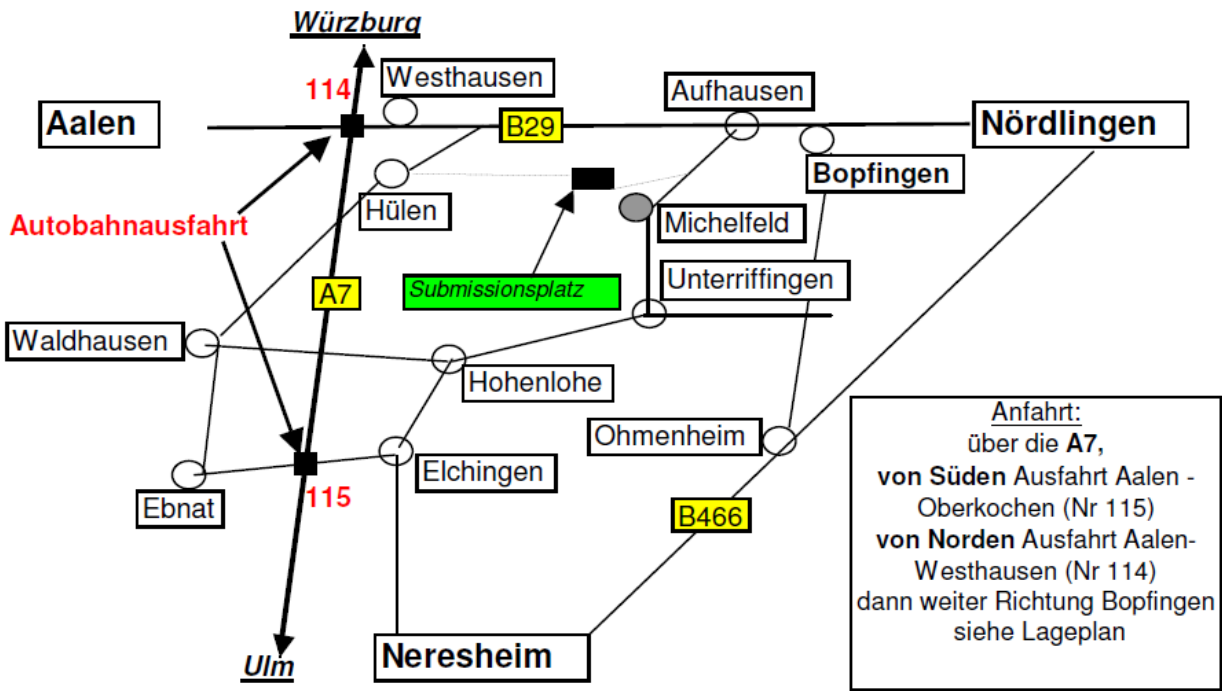 Würzburg
114
Westhausen
Aufhausen
Aalen
B29
Nördlingen
Bopfingen
Hülen
Autobahnausfahrt
Michelfeld
Unterriffingen
A7
Submissionsplatz
Waldhausen
Hohenlohe
Ohmenheim
Elchingen
Ebnat
115
B466
Neresheim
Ulm
Anfahrt:
über die A7,
von Süden Ausfahrt Aalen -
Oberkochen (Nr 115)
von Norden Ausfahrt Aalen-
Westhausen (Nr 114)
dann weiter Richtung Bopfingen
siehe Lageplan